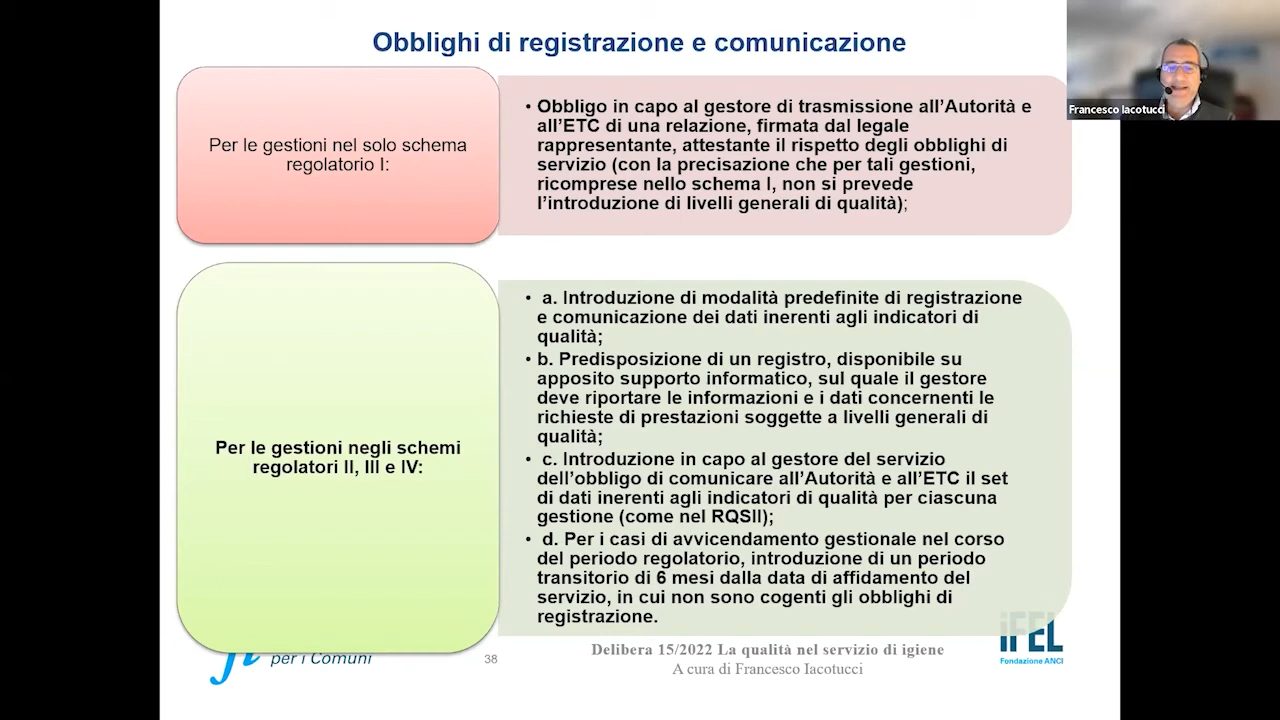 Obblighi di registrazione e comunicazione
Francesco Iacotucci
Per le gestioni nel solo schema
regolatorio I:
• Obbligo in capo al gestore di trasmissione all'Autorità e
all'ETC di una relazione, firmata dal legale
rappresentante, attestante il rispetto degli obblighi di
servizio (con la precisazione che per tali gestioni,
ricomprese nello schema I, non si prevede
l'introduzione di livelli generali di qualità);
Per le gestioni negli schemi
regolatori II, III e IV:
• a. Introduzione di modalità predefinite di registrazione
e comunicazione dei dati inerenti agli indicatori di
qualità;
• b. Predisposizione di un registro, disponibile su
apposito supporto informatico, sul quale il gestore
deve riportare le informazioni e i dati concernenti le
richieste di prestazioni soggette a livelli generali di
qualità;
• c. Introduzione in capo al gestore del servizio
dell'obbligo di comunicare all'Autorità e all'ETC il set
di dati inerenti agli indicatori di qualità per ciascuna
gestione (come nel RQSII);
• d. Per i casi di avvicendamento gestionale nel corso
del periodo regolatorio, introduzione di un periodo
transitorio di 6 mesi dalla data di affidamento del
servizio, in cui non sono cogenti gli obblighi di
registrazione.
per i Comuni
38
Delibera 15/2022 La qualità nel servizio di igiene
A cura di Francesco Iacotucci
iFEL
Fondazione ANCI